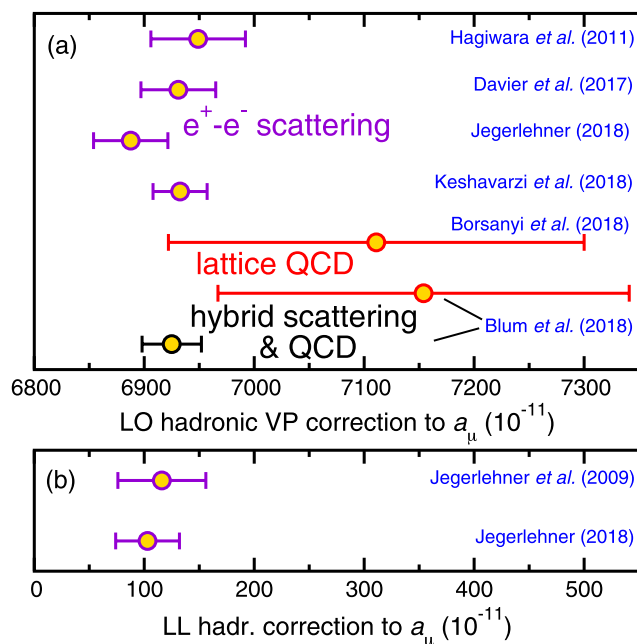 (a)
Hagiwara et al. (2011)
Davier et al. (2017)
e⁺-e⁻ scattering
Jegerlehner (2018)
Keshavarzi et al. (2018)
Borsanyi et al. (2018)
lattice QCD
hybrid scattering
& QCD
Blum et al. (2018)
6800 6900 7000 7100 7200 7300
LO hadronic VP correction to aμ (10⁻¹¹)
(b)
Jegerlehner et al. (2009)
Jegerlehner (2018)
0 100 200 300 400 500
LL hadr. correction to aμ (10⁻¹¹)